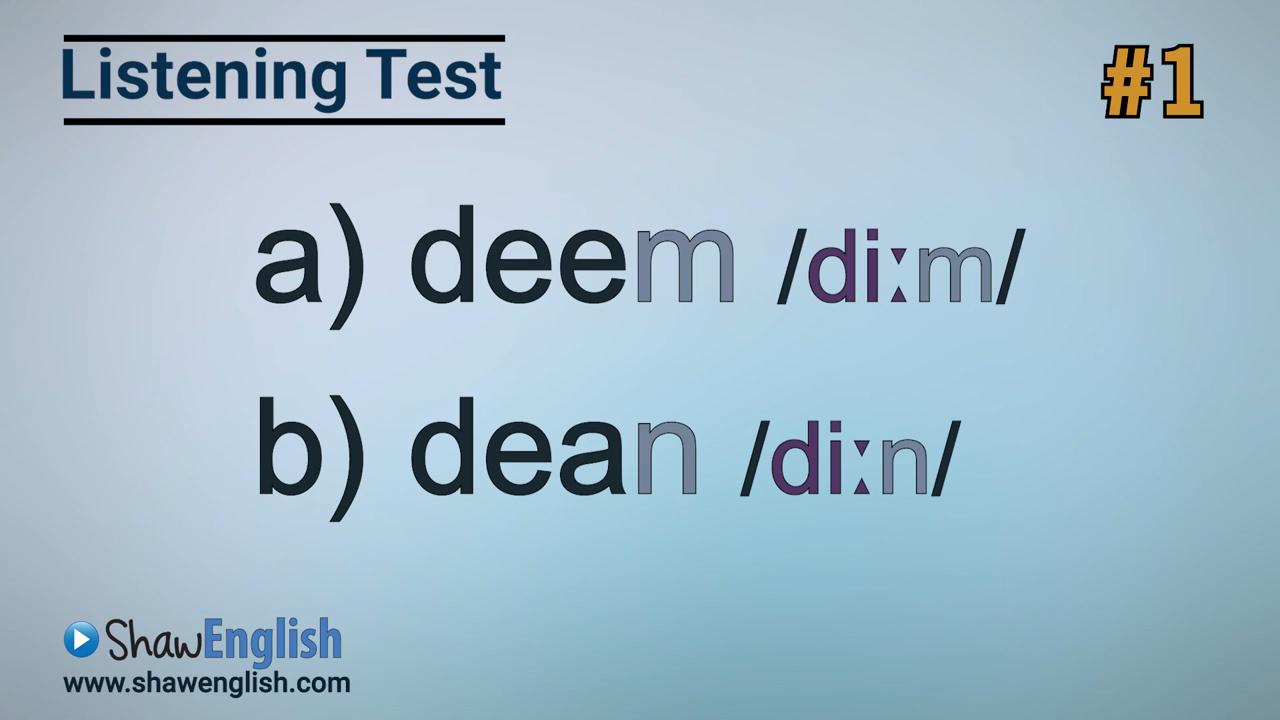 Listening Test
#1
a) deem /diːm/
b) dean /diːn/
ShawEnglish
www.shawenglish.com